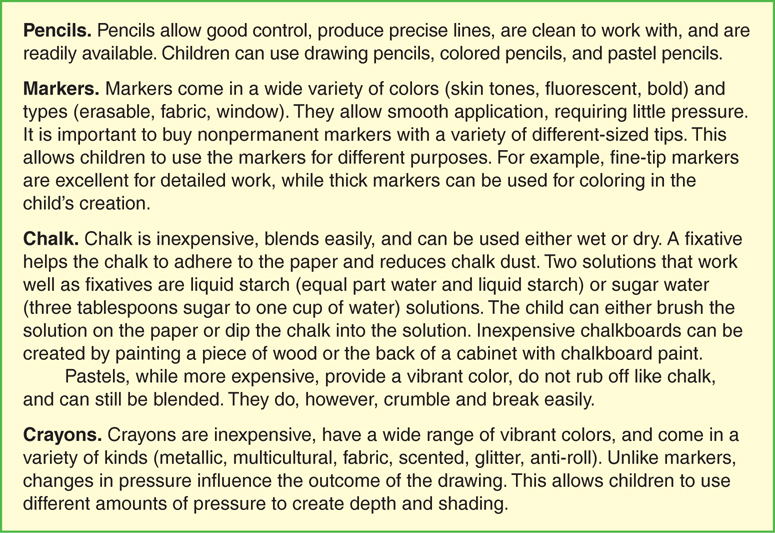 Pencils. Pencils allow good control, produce precise lines, are clean to work with, and are
readily available. Children can use drawing pencils, colored pencils, and pastel pencils.
Markers. Markers come in a wide variety of colors (skin tones, fluorescent, bold) and
types (erasable, fabric, window). They allow smooth application, requiring little pressure.
It is important to buy nonpermanent markers with a variety of different-sized tips. This
allows children to use the markers for different purposes. For example, fine-tip markers
are excellent for detailed work, while thick markers can be used for coloring in the
child’s creation.
Chalk. Chalk is inexpensive, blends easily, and can be used either wet or dry. A fixative
helps the chalk to adhere to the paper and reduces chalk dust. Two solutions that work
well as fixatives are liquid starch (equal part water and liquid starch) or sugar water
(three tablespoons sugar to one cup of water) solutions. The child can either brush the
solution on the paper or dip the chalk into the solution. Inexpensive chalkboards can be
created by painting a piece of wood or the back of a cabinet with chalkboard paint.
Pastels, while more expensive, provide a vibrant color, do not rub off like chalk,
and can still be blended. They do, however, crumble and break easily.
Crayons. Crayons are inexpensive, have a wide range of vibrant colors, and come in a
variety of kinds (metallic, multicultural, fabric, scented, glitter, anti-roll). Unlike markers,
changes in pressure influence the outcome of the drawing. This allows children to use
different amounts of pressure to create depth and shading.